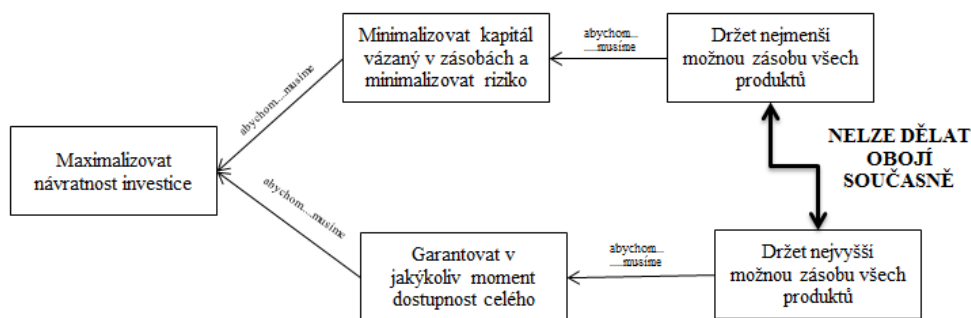 Minimalizovat kapitál
vázaný v zásobách a
minimalizovat riziko
abychom...
....musíme
Držet nejmenší
možnou zásobu všech
produktů
abychom....musíme
Maximalizovat
návratnost investice
NELZE DĚLAT
OBOJÍ
SOUČASNĚ
abychom....musíme
Garantovat v
jakýkoliv moment
dostupnost celého
abychom...
....musíme
Držet nejvyšší
možnou zásobu všech
produktů